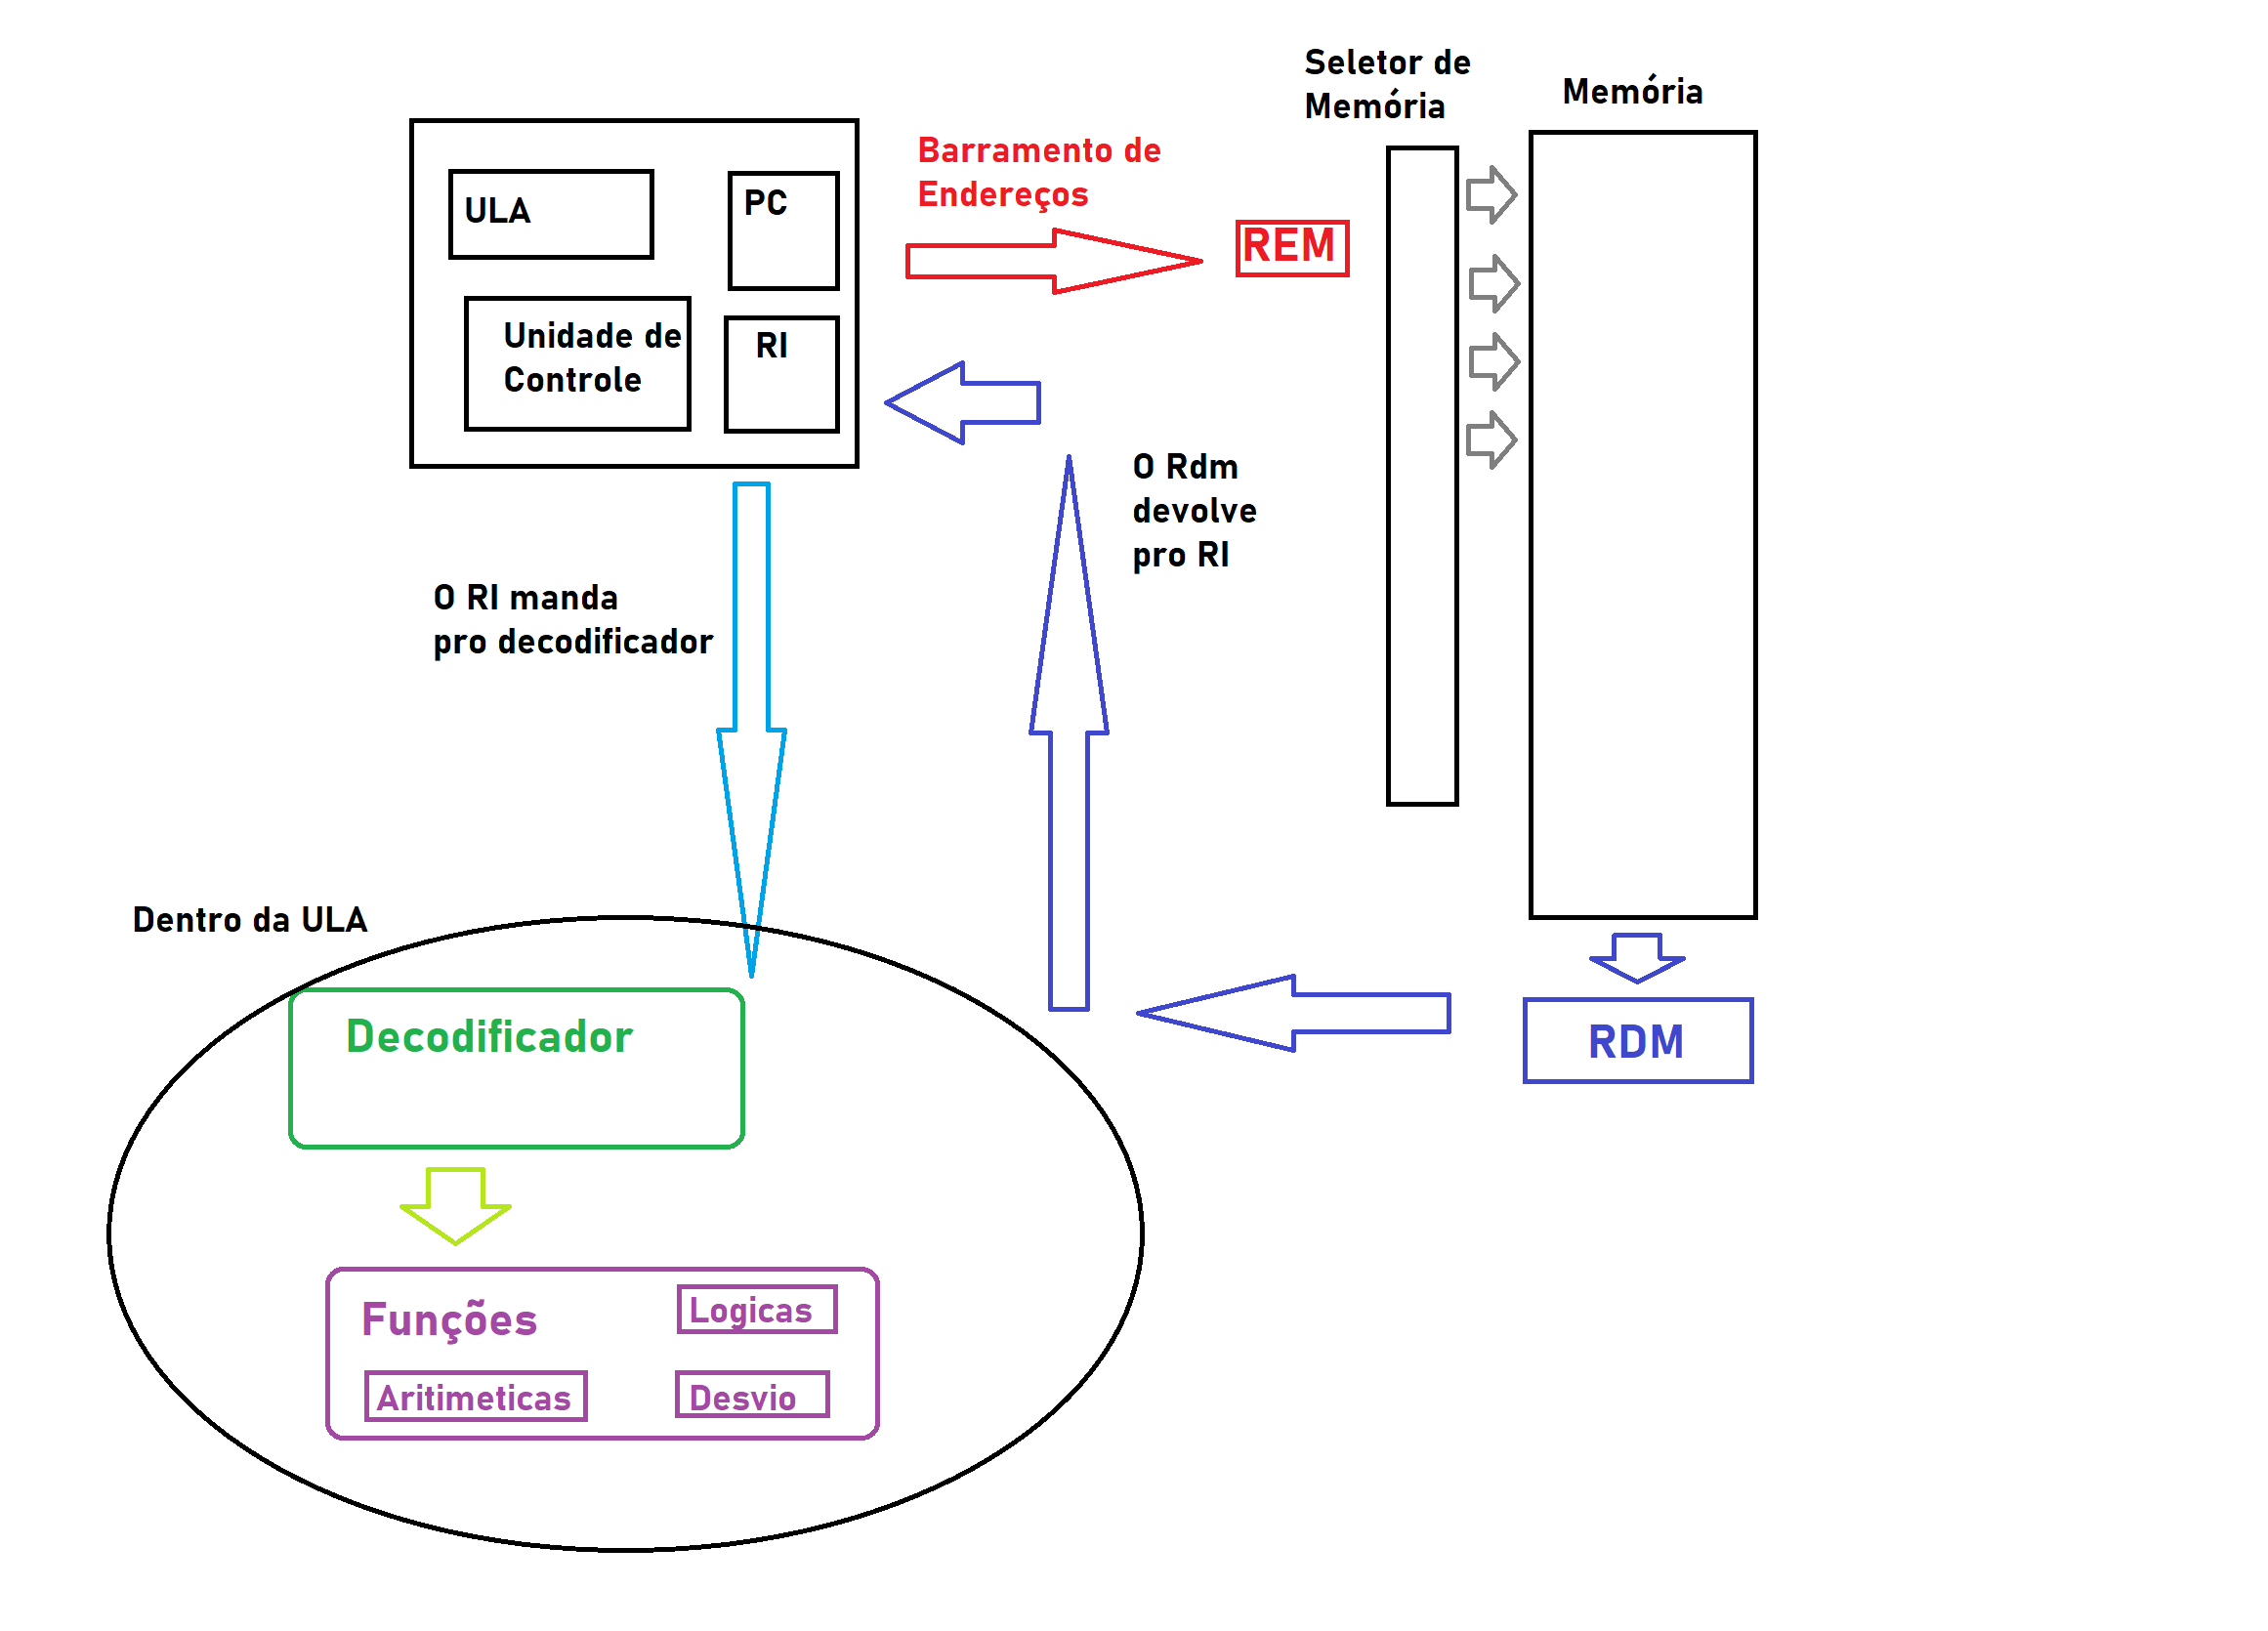 Seletor de
Memória
Memória
ULA
PC
Unidade de
Controle
RI
Barramento de
Endereços
REM
O Rdm
devolve
pro RI
O RI manda
pro decodificador
Dentro da ULA
Decodificador
RDM
Funções
Logicas
Aritimeticas
Desvio